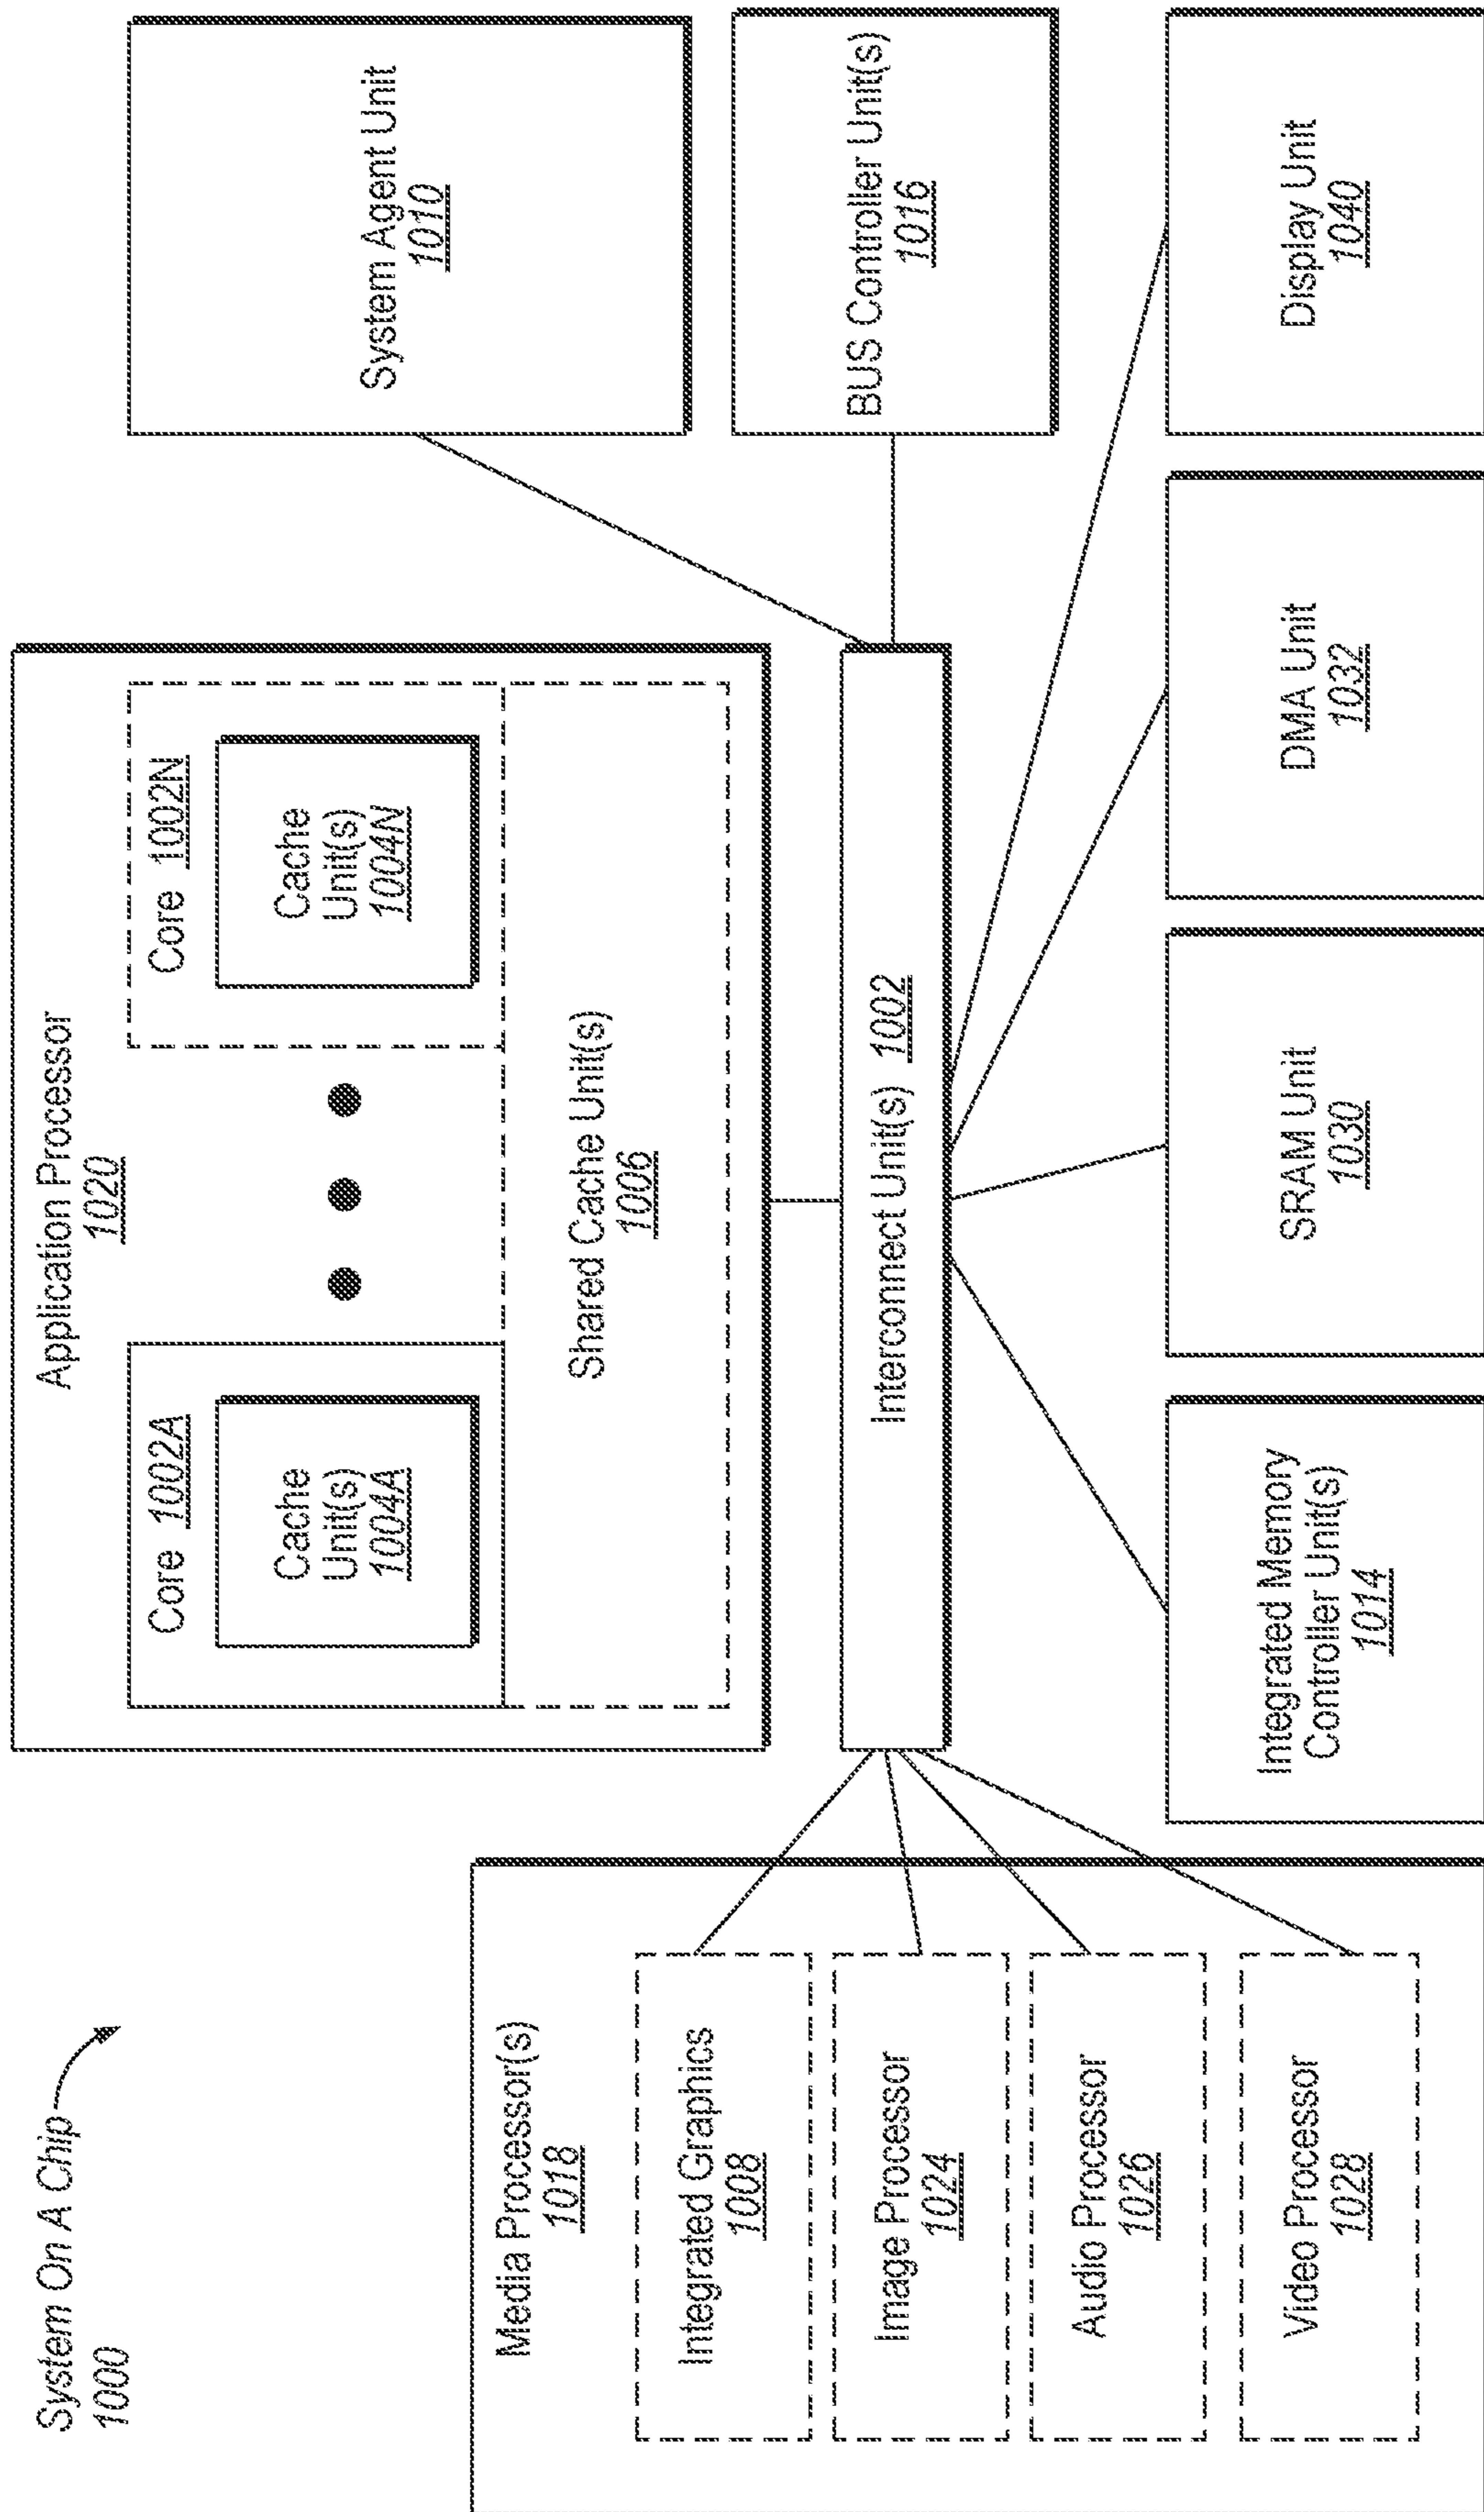 System On A Chip
1000
Application Processor
1020
Core 1002A
Cache
Unit(s)
1004A
Core 1002N
Cache
Unit(s)
1004N
Shared Cache Unit(s)
1006
System Agent Unit
1010
Media Processor(s)
1018
Integrated Graphics
1008
Image Processor
1024
Audio Processor
1026
Video Processor
1028
Interconnect Unit(s) 1002
BUS Controller Unit(s)
1016
Integrated Memory
Controller Unit(s)
1014
SRAM Unit
1030
DMA Unit
1032
Display Unit
1040